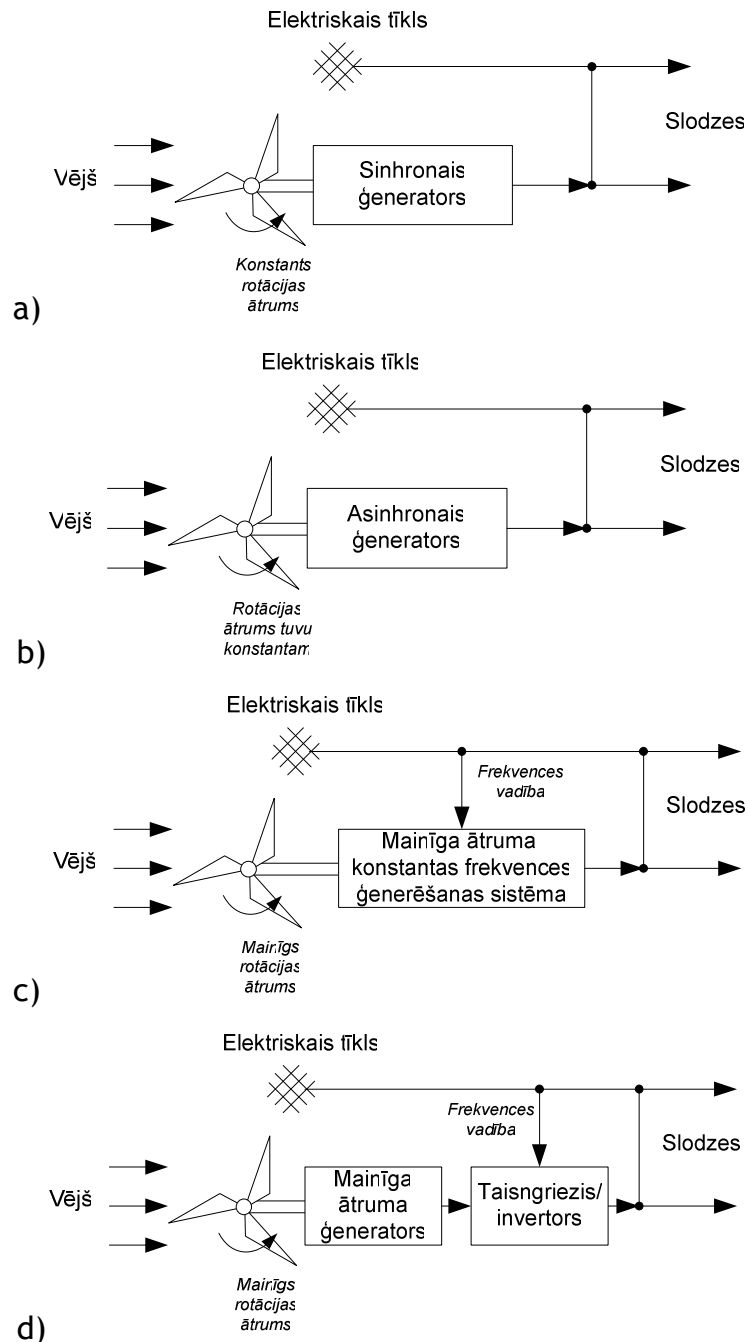 Elektriskais tīkls
Slodzes
Vējš
Sinhronais
ģenerators
Konstants
rotācijas
ātrums
a)
Elektriskais tīkls
Slodzes
Vējš
Asinhronais
ģenerators
Rotācijas
ātrums tuvu
konstantam
b)
Elektriskais tīkls
Frekvences
vadība
Slodzes
Vējš
Mainīga ātruma
konstantas frekvences
ģenerēšanas sistēma
Mainīgs
rotācijas
ātrums
c)
Elektriskais tīkls
Frekvences
vadība
Slodzes
Vējš
Mainīga
ātruma
ģenerators
Taisngriezis/
invertors
Mainīgs
rotācijas
ātrums
d)